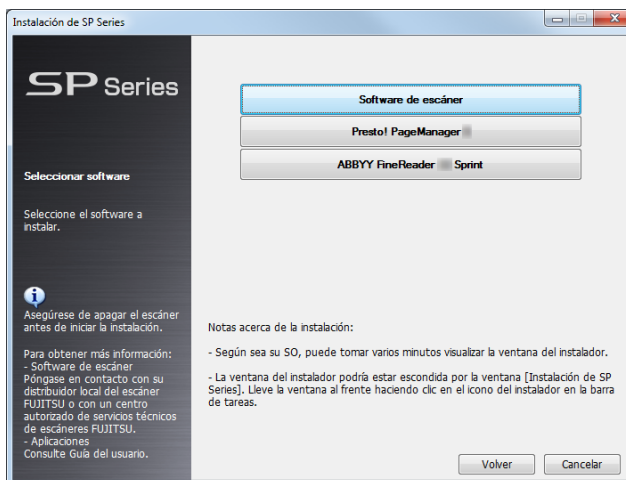 Instalación de SP Series
SP Series
Seleccionar software
Seleccione el software a
instalar.
Asegúrese de apagar el escáner
antes de iniciar la instalación.
Para obtener más información:
- Software de escáner
Póngase en contacto con su
distribuidor local del escáner
FUJITSU o con un centro
autorizado de servicios técnicos
de escáneres FUJITSU.
- Aplicaciones
Consulte Guía del usuario.
Software de escáner
Presto! PageManager
ABBYY FineReader Sprint
Notas acerca de la instalación:
- Según sea su SO, puede tomar varios minutos visualizar la ventana del instalador.
- La ventana del instalador podría estar escondida por la ventana [Instalación de SP
Series]. Lleve la ventana al frente haciendo clic en el icono del instalador en la barra
de tareas.
Volver
Cancelar